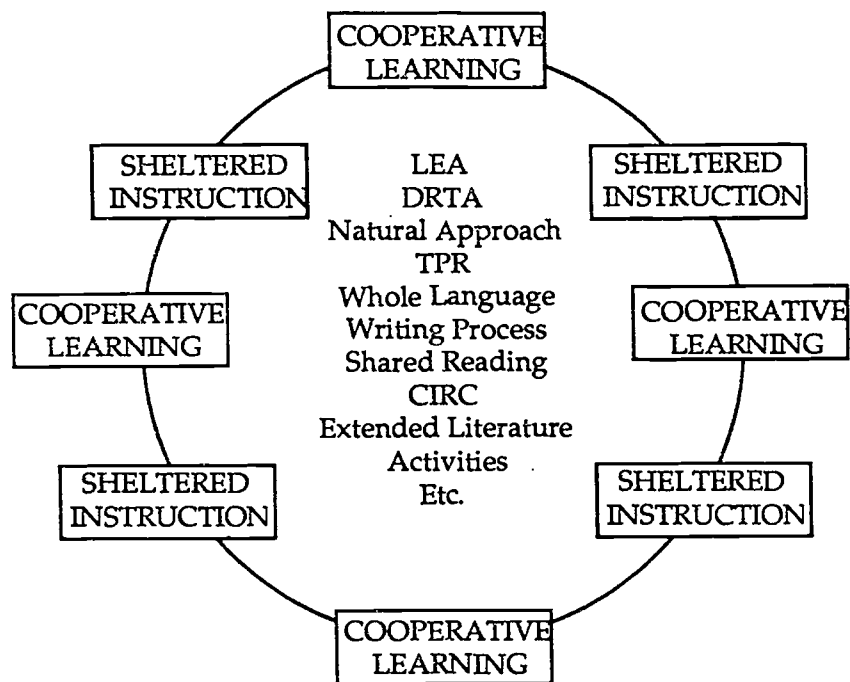 COOPERATIVE
LEARNING
SHELTERED
INSTRUCTION
SHELTERED
INSTRUCTION
LEA
DRTA
Natural Approach
TPR
Whole Language
Writing Process
Shared Reading
CIRC
Extended Literature
Activities
Etc.
COOPERATIVE
LEARNING
COOPERATIVE
LEARNING
SHELTERED
INSTRUCTION
SHELTERED
INSTRUCTION
COOPERATIVE
LEARNING